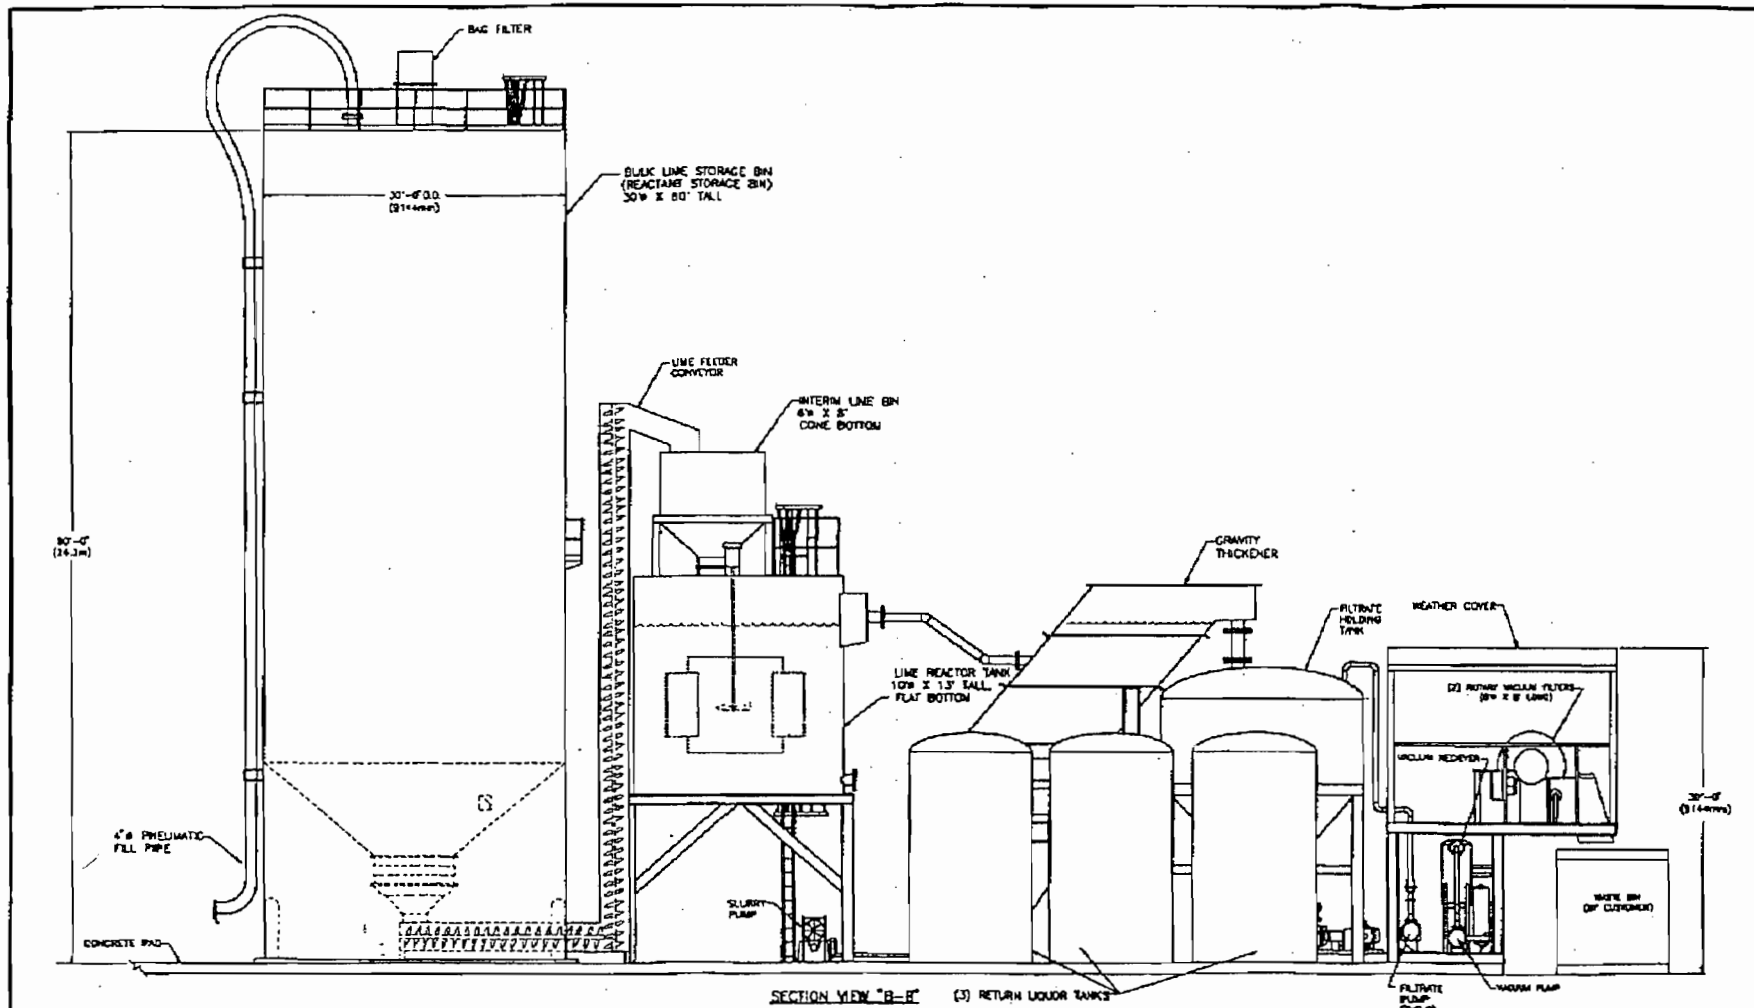 BAG FILTER
BULK LIME STORAGE BIN
(REACTANT STORAGE BIN)
30'ø X 80' TALL
30'-0" O.D.
(9144mm)
LIME FEEDER
CONVEYOR
INTERIM LIME BIN
6'ø X 8'
CONE BOTTOM
80'-0"
(24.3m)
GRAVITY
THICKENER
FILTRATE
HOLDING
TANK
WEATHER COVER
LIME REACTOR TANK
10'ø X 13' TALL,
FLAT BOTTOM
(2) ROTARY VACUUM FILTERS
VACUUM RECIEVER
30'-0"
(9144mm)
4"ø PNEUMATIC
FILL PIPE
SLURRY
PUMP
WASTE BIN
(BY CUSTOMER)
CONCRETE PAD
SECTION VIEW "B-B"
(3) RETURN LIQUOR TANKS
FILTRATE
PUMP
VACUUM PUMP